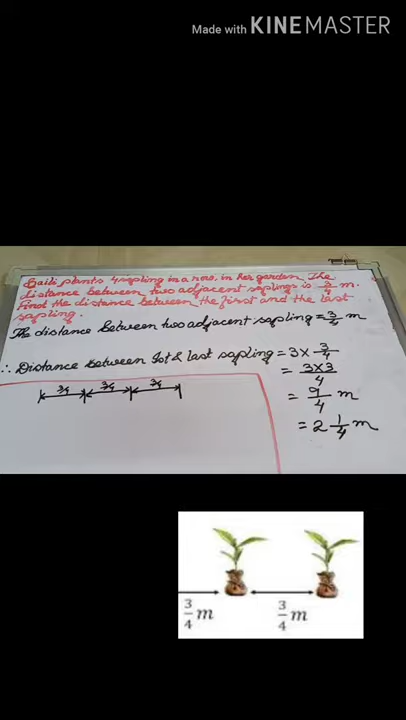 Made with KINEMASTER
Saili plants 4 sapling in a row, in her garden. The
distance between two adjacent saplings is 3/4 m.
Find the distance between the first and the last
sapling.
The distance between two adjacent sapling = 3/4 m
∴ Distance between 1st & last sapling = 3 × 3/4
= 3×3/4
= 9/4 m
= 2 1/4 m
3/4 3/4 3/4
3/4 m 3/4 m